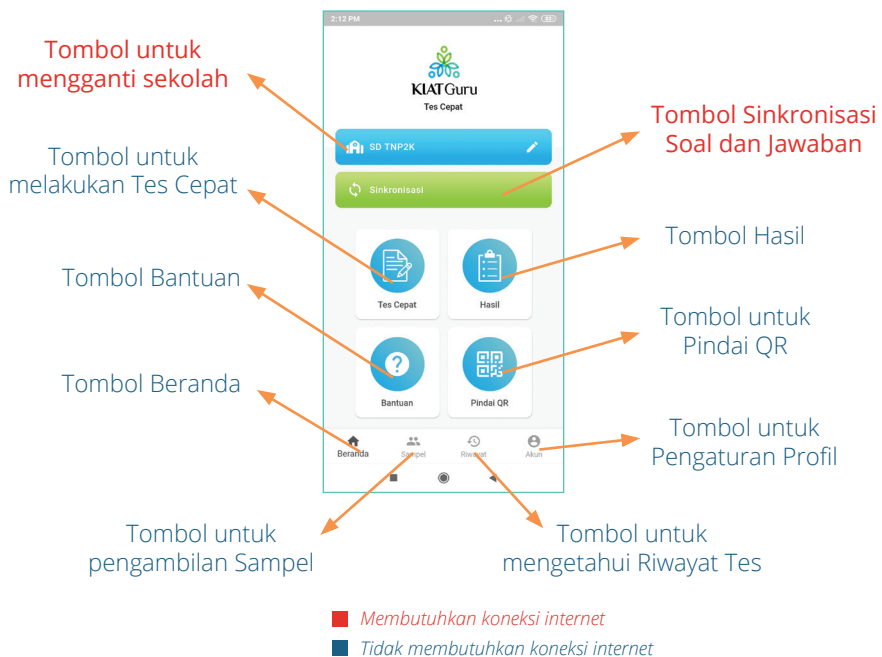 2:12 PM
Tombol untuk
mengganti sekolah
KIAT Guru
Tes Cepat
SD TNP2K
Tombol Sinkronisasi
Soal dan Jawaban
Tombol untuk
melakukan Tes Cepat
Sinkronisasi
Tombol Hasil
Tombol Bantuan
Tes Cepat
Hasil
Tombol untuk
Pindai QR
Tombol Beranda
Bantuan
Pindai QR
Tombol untuk
Pengaturan Profil
Beranda
Sampel
Riwayat
Akun
Tombol untuk
pengambilan Sampel
Tombol untuk
mengetahui Riwayat Tes
Membutuhkan koneksi internet
Tidak membutuhkan koneksi internet